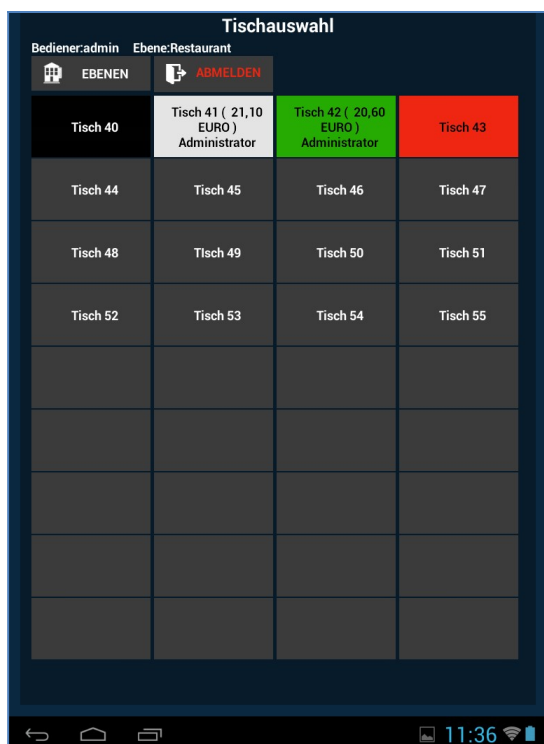 Tischauswahl
Bediener:admin Ebene:Restaurant
EBENEN ABMELDEN
Tisch 40
Tisch 41 ( 21,10
EURO )
Administrator
Tisch 42 ( 20,60
EURO )
Administrator
Tisch 43
Tisch 44 Tisch 45 Tisch 46 Tisch 47
Tisch 48 TIsch 49 Tisch 50 Tisch 51
Tisch 52 Tisch 53 Tisch 54 Tisch 55
11:36